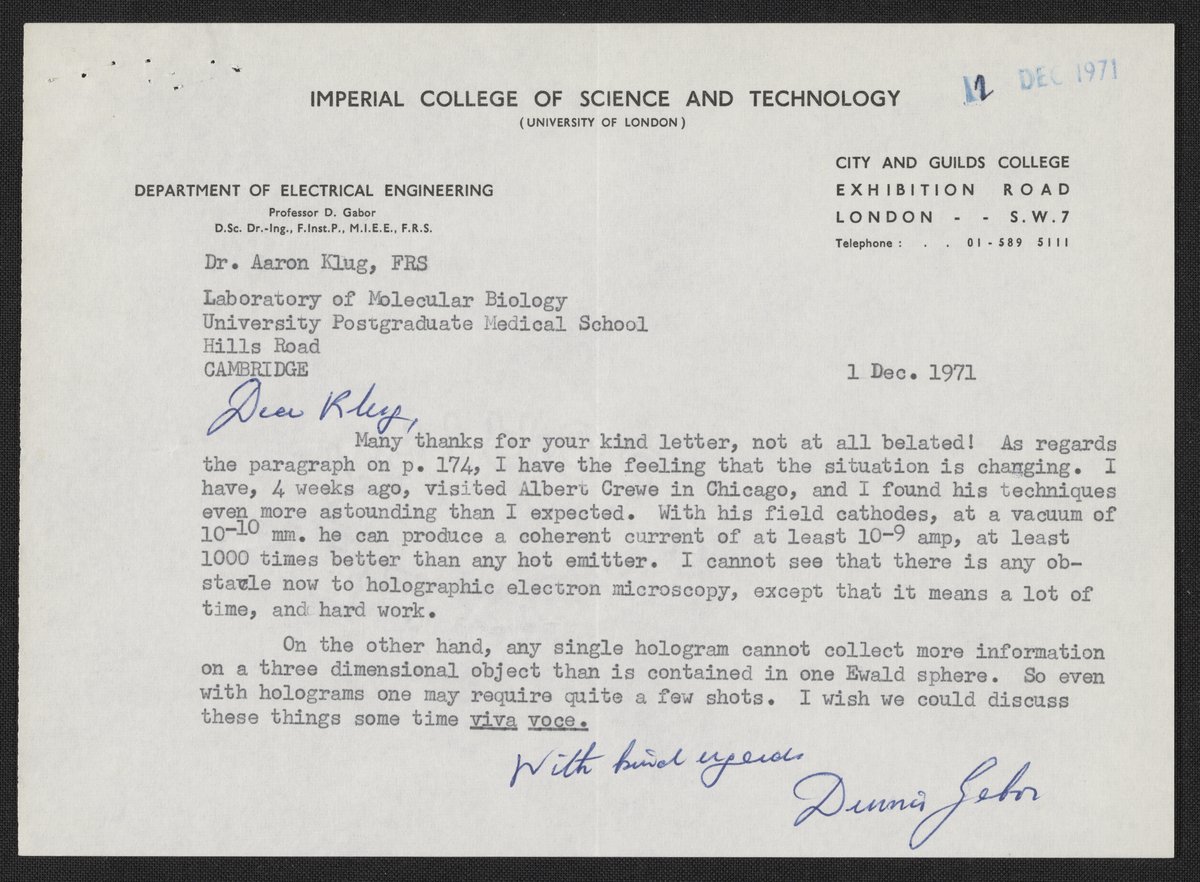 12 DEC 1971
IMPERIAL COLLEGE OF SCIENCE AND TECHNOLOGY
(UNIVERSITY OF LONDON)
CITY AND GUILDS COLLEGE
EXHIBITION ROAD
LONDON - - S.W.7
Telephone : . . 01-589 5111
DEPARTMENT OF ELECTRICAL ENGINEERING
Professor D. Gabor
D.Sc. Dr.-Ing., F.Inst.P., M.I.E.E., F.R.S.
Dr. Aaron Klug, FRS
Laboratory of Molecular Biology
University Postgraduate Medical School
Hills Road
CAMBRIDGE
1 Dec. 1971
Dear Klug,
Many thanks for your kind letter, not at all belated! As regards
the paragraph on p. 174, I have the feeling that the situation is changing. I
have, 4 weeks ago, visited Albert Crewe in Chicago, and I found his techniques
even more astounding than I expected. With his field cathodes, at a vacuum of
10-10 mm. he can produce a coherent current of at least 10-9 amp, at least
1000 times better than any hot emitter. I cannot see that there is any ob-
stacle now to holographic electron microscopy, except that it means a lot of
time, and hard work.
On the other hand, any single hologram cannot collect more information
on a three dimensional object than is contained in one Ewald sphere. So even
with holograms one may require quite a few shots. I wish we could discuss
these things some time viva voce.
With kind regards
Dennis Gabor